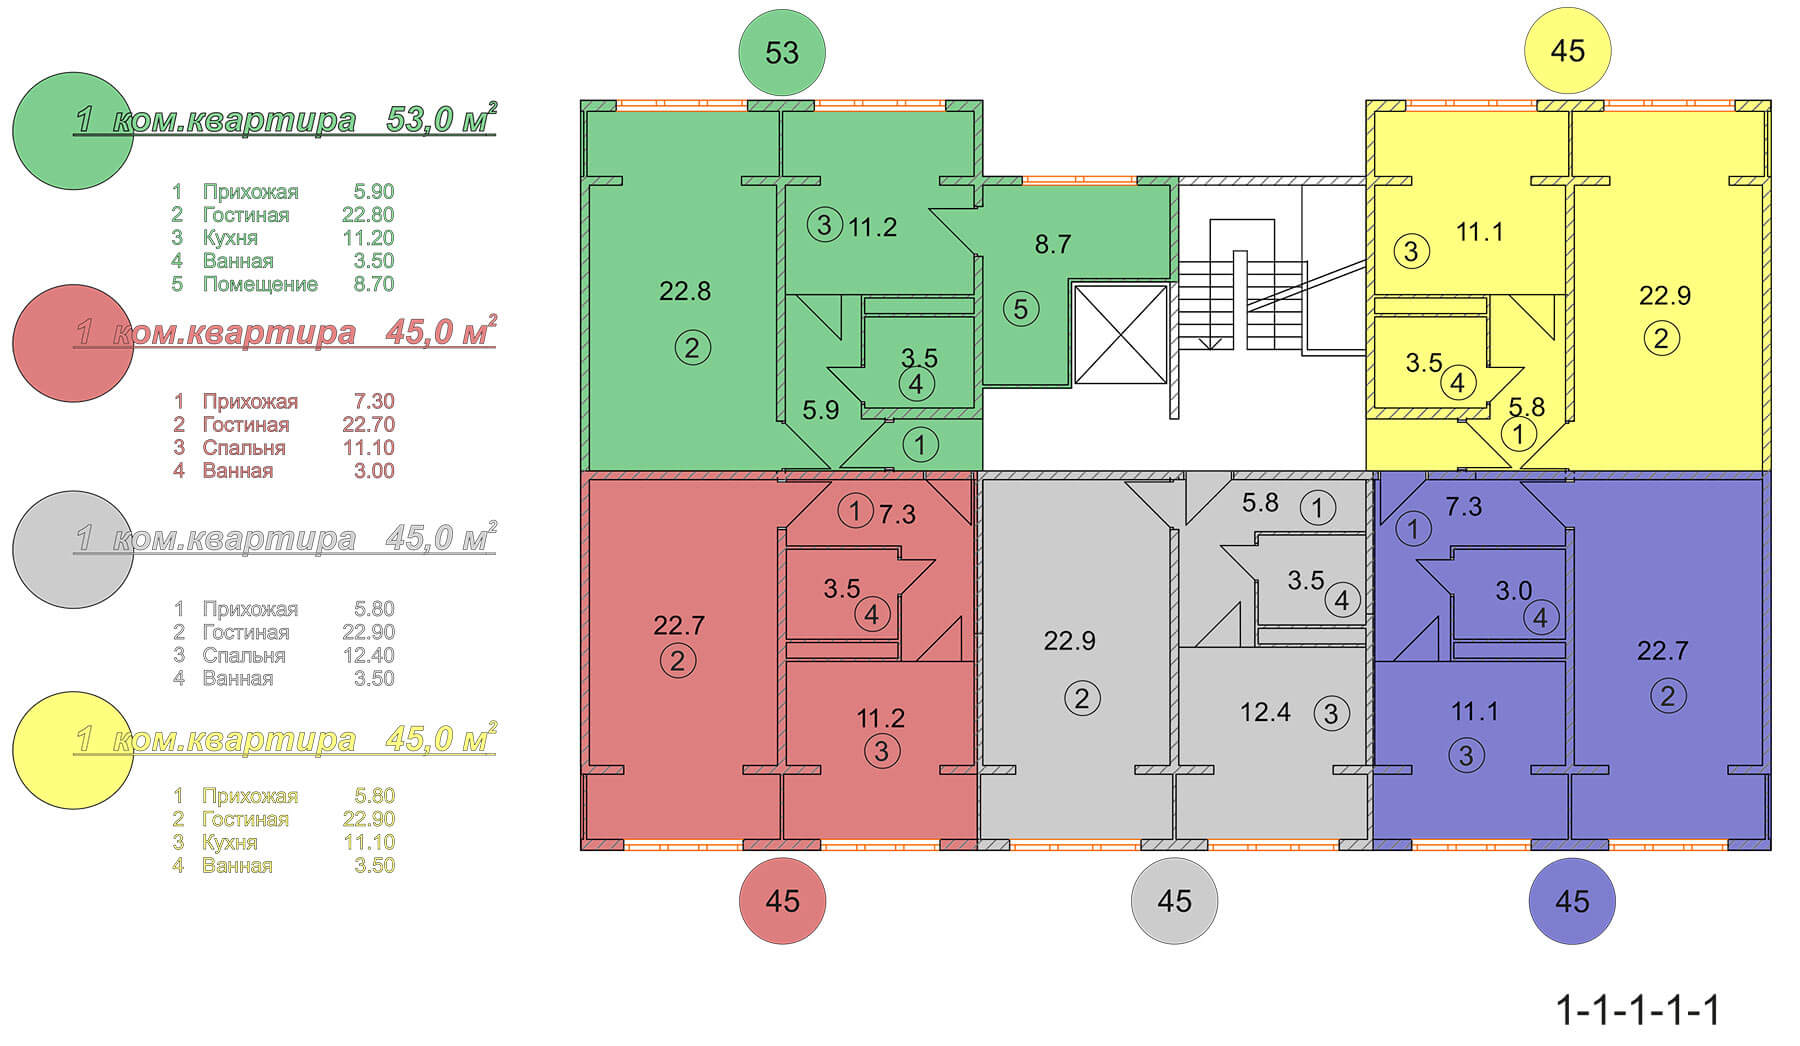 1 ком.квартира 53,0 м²
1 Прихожая 5.90
2 Гостиная 22.80
3 Кухня 11.20
4 Ванная 3.50
5 Помещение 8.70
1 ком.квартира 45,0 м²
1 Прихожая 7.30
2 Гостиная 22.70
3 Спальня 11.10
4 Ванная 3.00
1 ком.квартира 45,0 м²
1 Прихожая 5.80
2 Гостиная 22.90
3 Спальня 12.40
4 Ванная 3.50
1 ком.квартира 45,0 м²
1 Прихожая 5.80
2 Гостиная 22.90
3 Кухня 11.10
4 Ванная 3.50
53
22.8
2
3 11.2
8.7
5
3.5
4
5.9
1
45
11.1
3
22.9
2
3.5
4
5.8
1
1 7.3
3.5
4
22.7
2
11.2
3
45
5.8 1
3.5
4
22.9
2
12.4 3
45
7.3
1
3.0
4
22.7
2
11.1
3
45
1-1-1-1-1